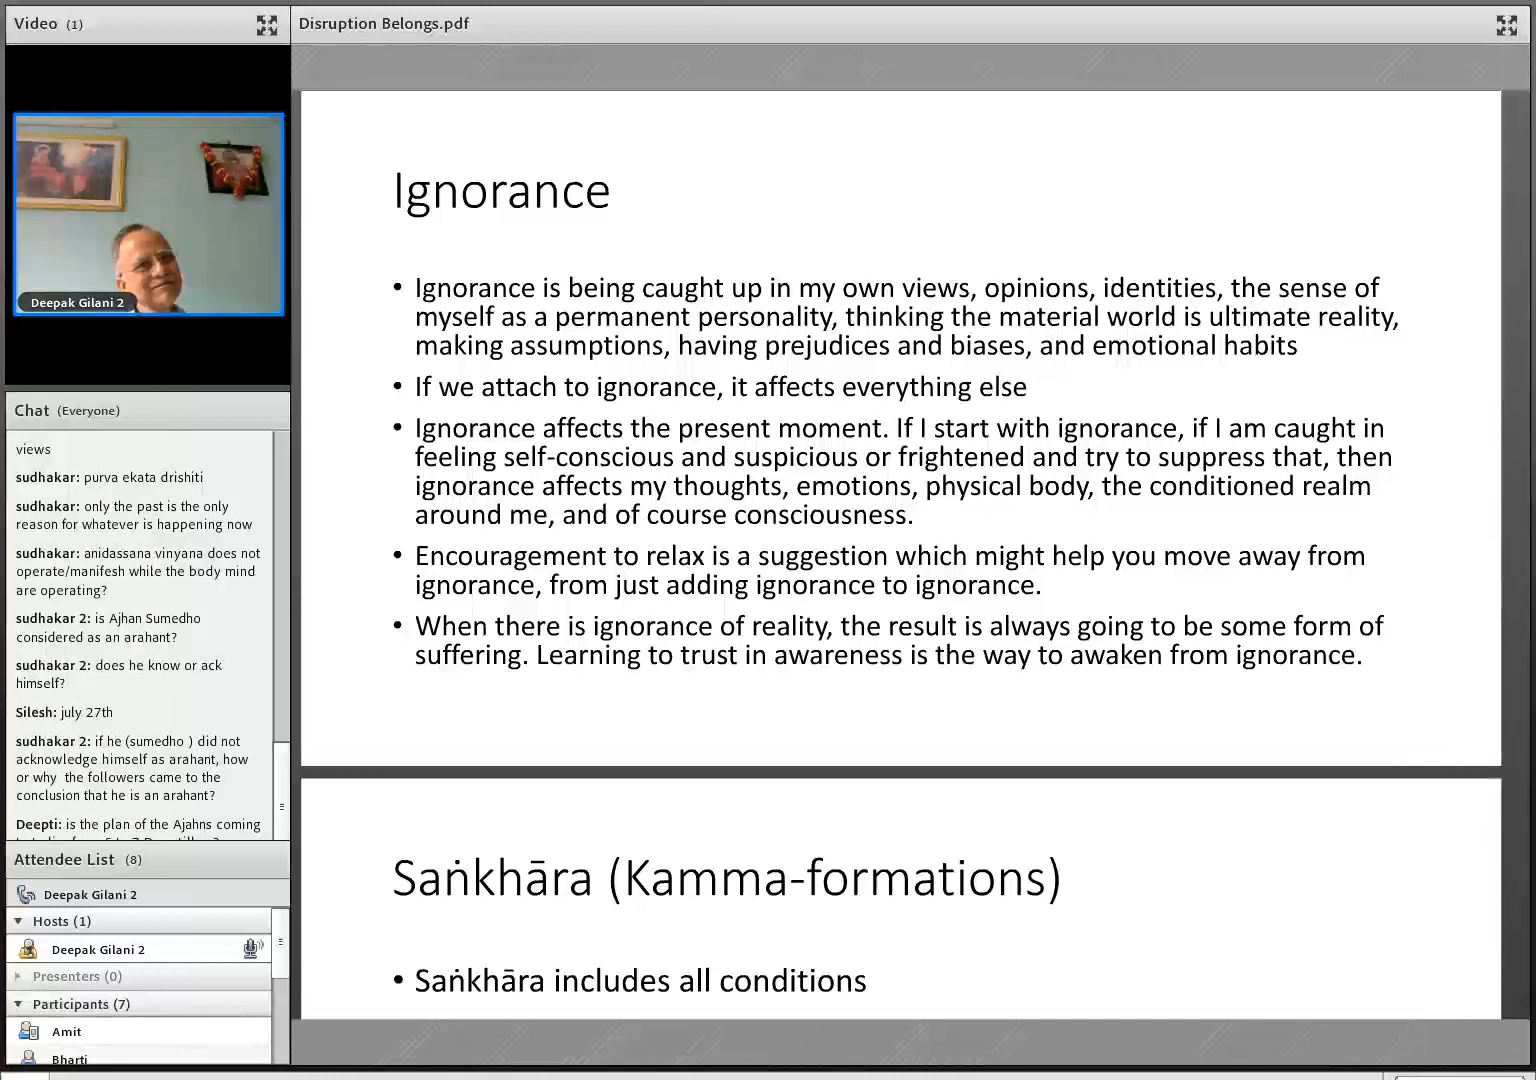 Video (1)
Disruption Belongs.pdf
Deepak Gilani 2
Chat (Everyone)
views
sudhakar: purva ekata drishiti
sudhakar: only the past is the only
reason for whatever is happening now
sudhakar: anidassana vinyana does not
operate/manifesh while the body mind
are operating?
sudhakar 2: is Ajhan Sumedho
considered as an arahant?
sudhakar 2: does he know or ack
himself?
Silesh: july 27th
sudhakar 2: if he (sumedho ) did not
acknowledge himself as arahant, how
or why  the followers came to the
conclusion that he is an arahant?
Deepti: is the plan of the Ajahns coming
Attendee List (8)
Deepak Gilani 2
Hosts (1)
Deepak Gilani 2
Presenters (0)
Participants (7)
Amit
Bharti
Ignorance
• Ignorance is being caught up in my own views, opinions, identities, the sense of
myself as a permanent personality, thinking the material world is ultimate reality,
making assumptions, having prejudices and biases, and emotional habits
• If we attach to ignorance, it affects everything else
• Ignorance affects the present moment. If I start with ignorance, if I am caught in
feeling self-conscious and suspicious or frightened and try to suppress that, then
ignorance affects my thoughts, emotions, physical body, the conditioned realm
around me, and of course consciousness.
• Encouragement to relax is a suggestion which might help you move away from
ignorance, from just adding ignorance to ignorance.
• When there is ignorance of reality, the result is always going to be some form of
suffering. Learning to trust in awareness is the way to awaken from ignorance.
Saṅkhāra (Kamma-formations)
• Saṅkhāra includes all conditions